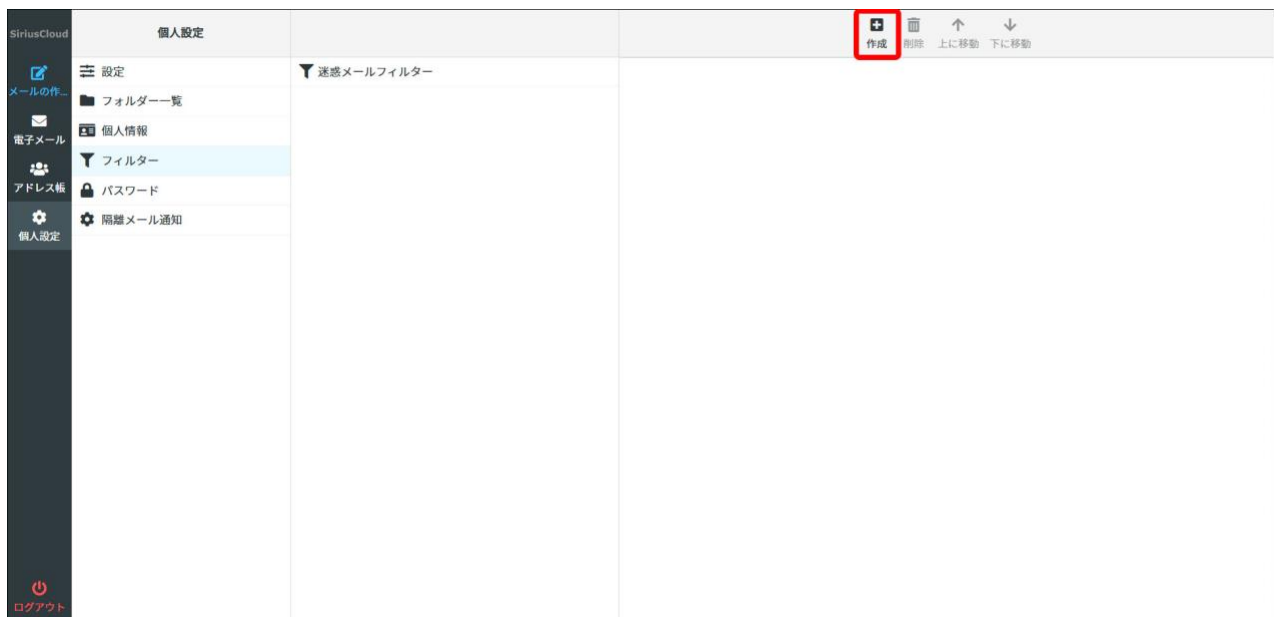 SiriusCloud
メールの作...
電子メール
アドレス帳
個人設定
ログアウト
個人設定
設定
フォルダー一覧
個人情報
フィルター
パスワード
隔離メール通知
迷惑メールフィルター
作成
削除
上に移動
下に移動